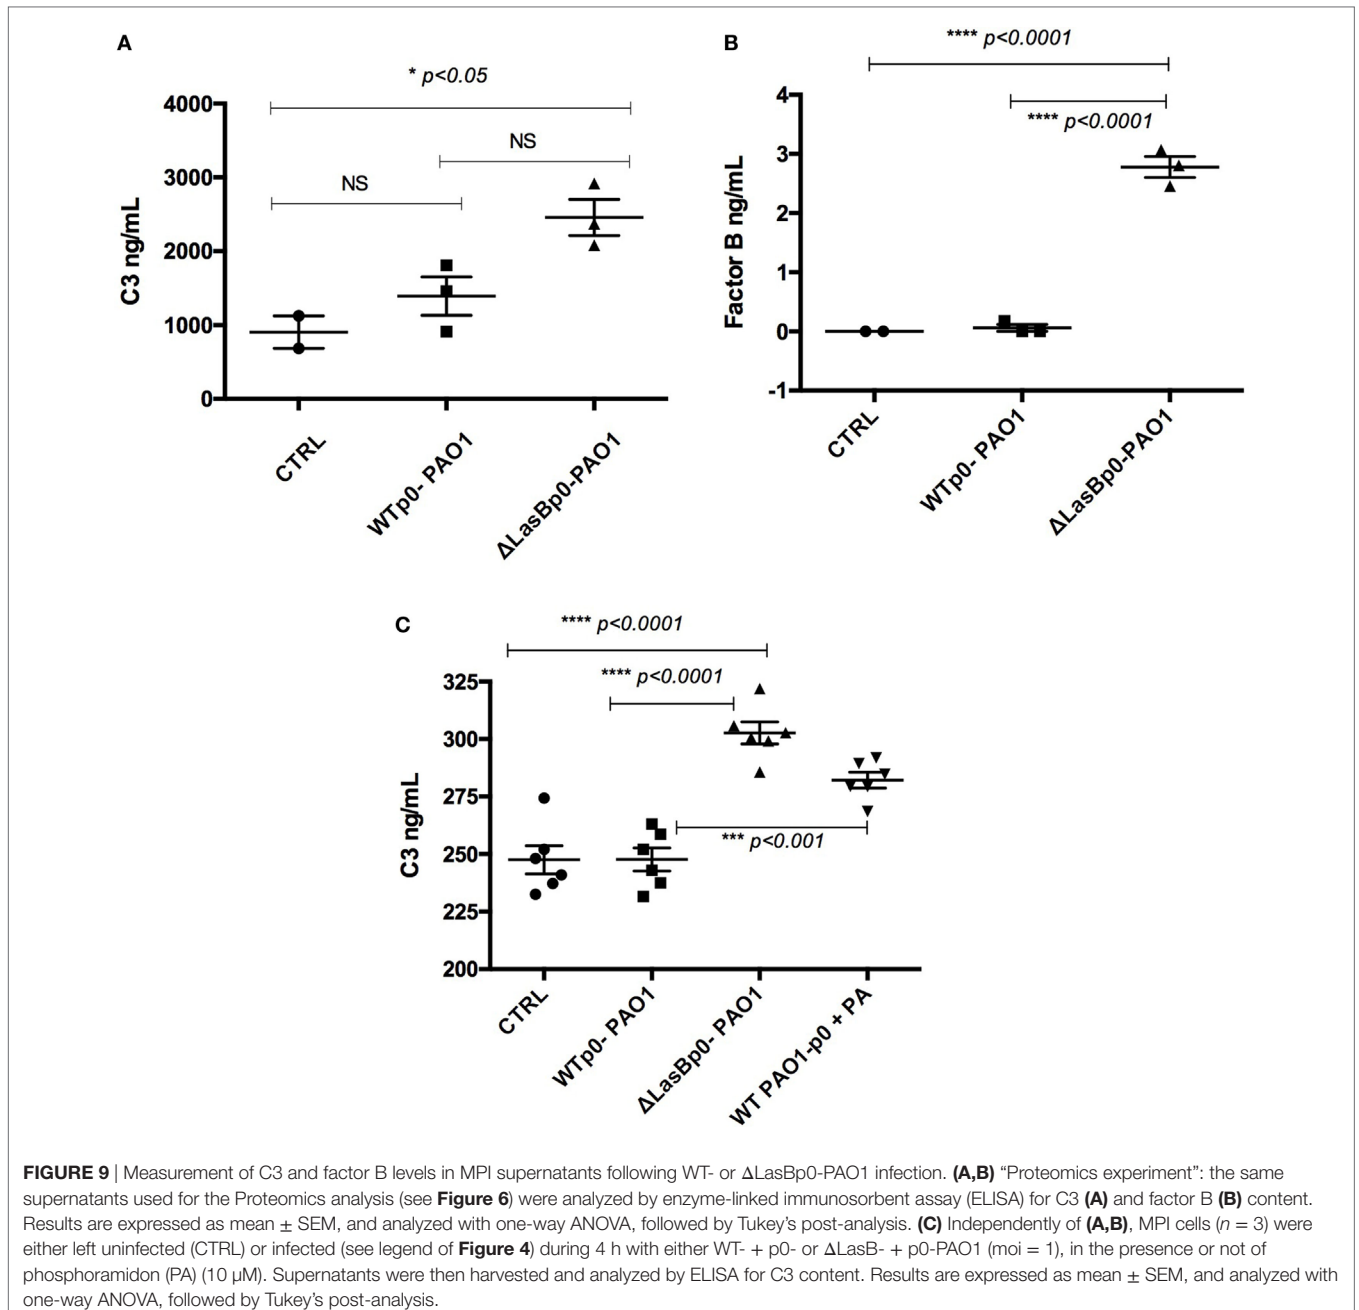 A
* p<0.05
NS
NS
4000
3000
2000
1000
0
C3 ng/mL
CTRL
WTp0- PAO1
ΔLasBp0-PAO1
B
**** p<0.0001
**** p<0.0001
4
3
2
1
0
-1
Factor B ng/mL
CTRL
WTp0- PAO1
ΔLasBp0-PAO1
C
**** p<0.0001
**** p<0.0001
*** p<0.001
325
300
275
250
225
200
C3 ng/mL
CTRL
WTp0- PAO1
ΔLasBp0- PAO1
WT PAO1-p0 + PA
FIGURE 9 | Measurement of C3 and factor B levels in MPI supernatants following WT- or ΔLasBp0-PAO1 infection. (A,B) “Proteomics experiment”: the same
supernatants used for the Proteomics analysis (see Figure 6) were analyzed by enzyme-linked immunosorbent assay (ELISA) for C3 (A) and factor B (B) content.
Results are expressed as mean ± SEM, and analyzed with one-way ANOVA, followed by Tukey’s post-analysis. (C) Independently of (A,B), MPI cells (n = 3) were
either left uninfected (CTRL) or infected (see legend of Figure 4) during 4 h with either WT- + p0- or ΔLasB- + p0-PAO1 (moi = 1), in the presence or not of
phosphoramidon (PA) (10 µM). Supernatants were then harvested and analyzed by ELISA for C3 content. Results are expressed as mean ± SEM, and analyzed with
one-way ANOVA, followed by Tukey’s post-analysis.